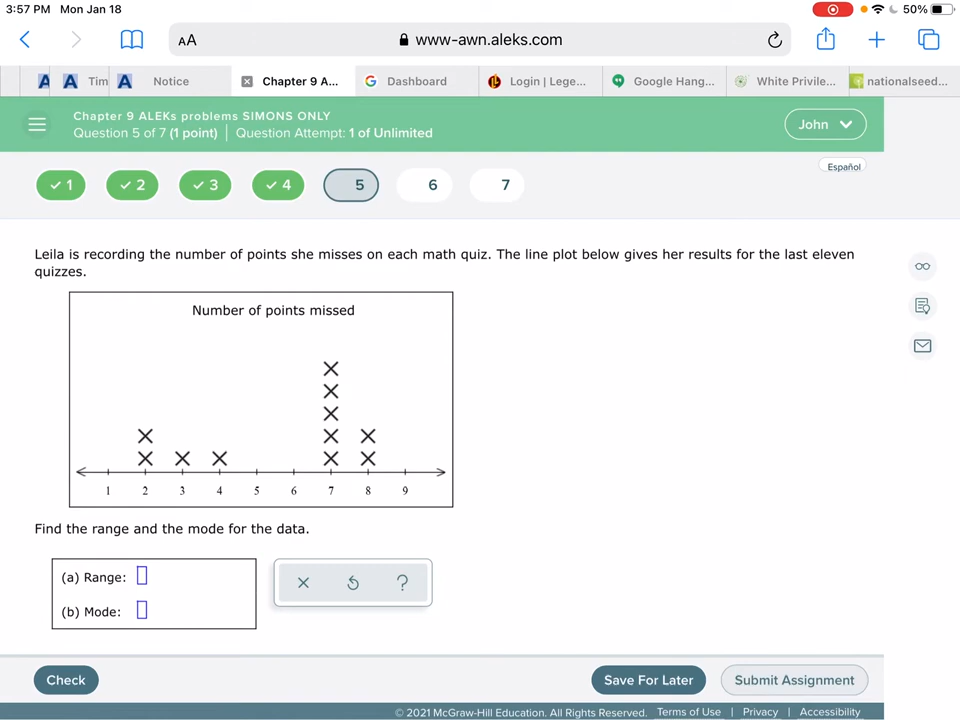 3:57 PM Mon Jan 18
50%
AA
www-awn.aleks.com
A
A Tim
A Notice
Chapter 9 A...
G Dashboard
Login | Lege...
Google Hang...
White Privile...
nationalseed...
Chapter 9 ALEKs problems SIMONS ONLY
Question 5 of 7 (1 point) | Question Attempt: 1 of Unlimited
John
Español
✓ 1
✓ 2
✓ 3
✓ 4
5
6
7
Leila is recording the number of points she misses on each math quiz. The line plot below gives her results for the last eleven
quizzes.
Number of points missed
1 2 3 4 5 6 7 8 9
Find the range and the mode for the data.
(a) Range:
(b) Mode:
?
Check
Save For Later
Submit Assignment
© 2021 McGraw-Hill Education. All Rights Reserved. Terms of Use | Privacy | Accessibility